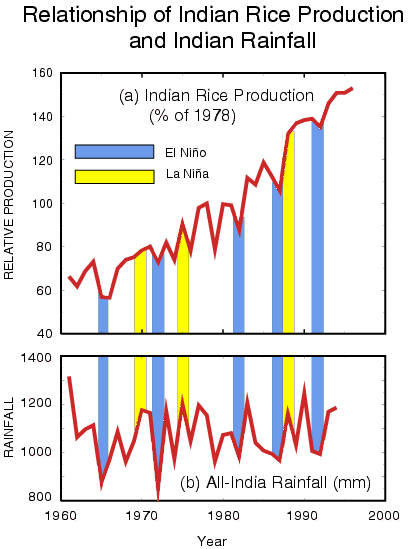 Relationship of Indian Rice Production
and Indian Rainfall
160
(a) Indian Rice Production
(% of 1978)
140
El Niño
La Niña
120
100
80
60
40
RELATIVE PRODUCTION
1400
1200
1000
800
RAINFALL
(b) All-India Rainfall (mm)
1960 1970 1980 1990 2000
Year